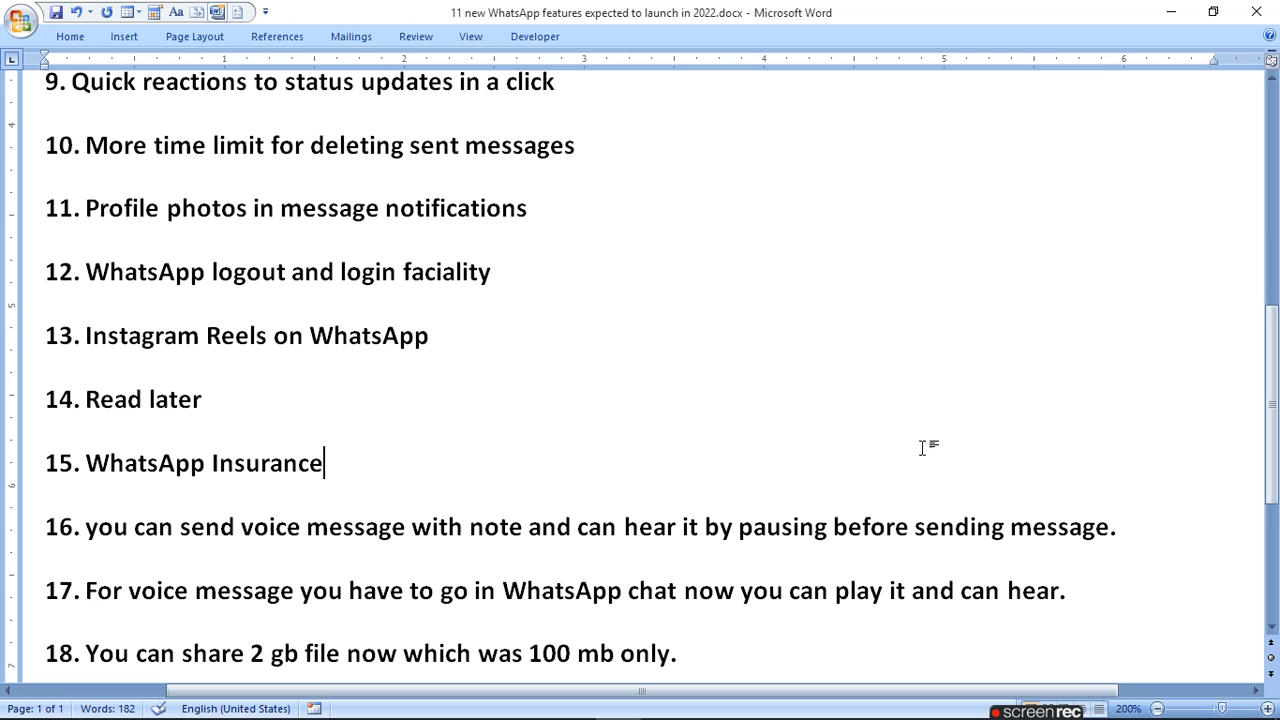 11 new WhatsApp features expected to launch in 2022.docx - Microsoft Word
Home Insert Page Layout References Mailings Review View Developer
1 2 3 4 5 6
9. Quick reactions to status updates in a click
10. More time limit for deleting sent messages
11. Profile photos in message notifications
12. WhatsApp logout and login faciality
13. Instagram Reels on WhatsApp
14. Read later
15. WhatsApp Insurance
16. you can send voice message with note and can hear it by pausing before sending message.
17. For voice message you have to go in WhatsApp chat now you can play it and can hear.
18. You can share 2 gb file now which was 100 mb only.
Page: 1 of 1 Words: 182 English (United States) 200%
screenrec